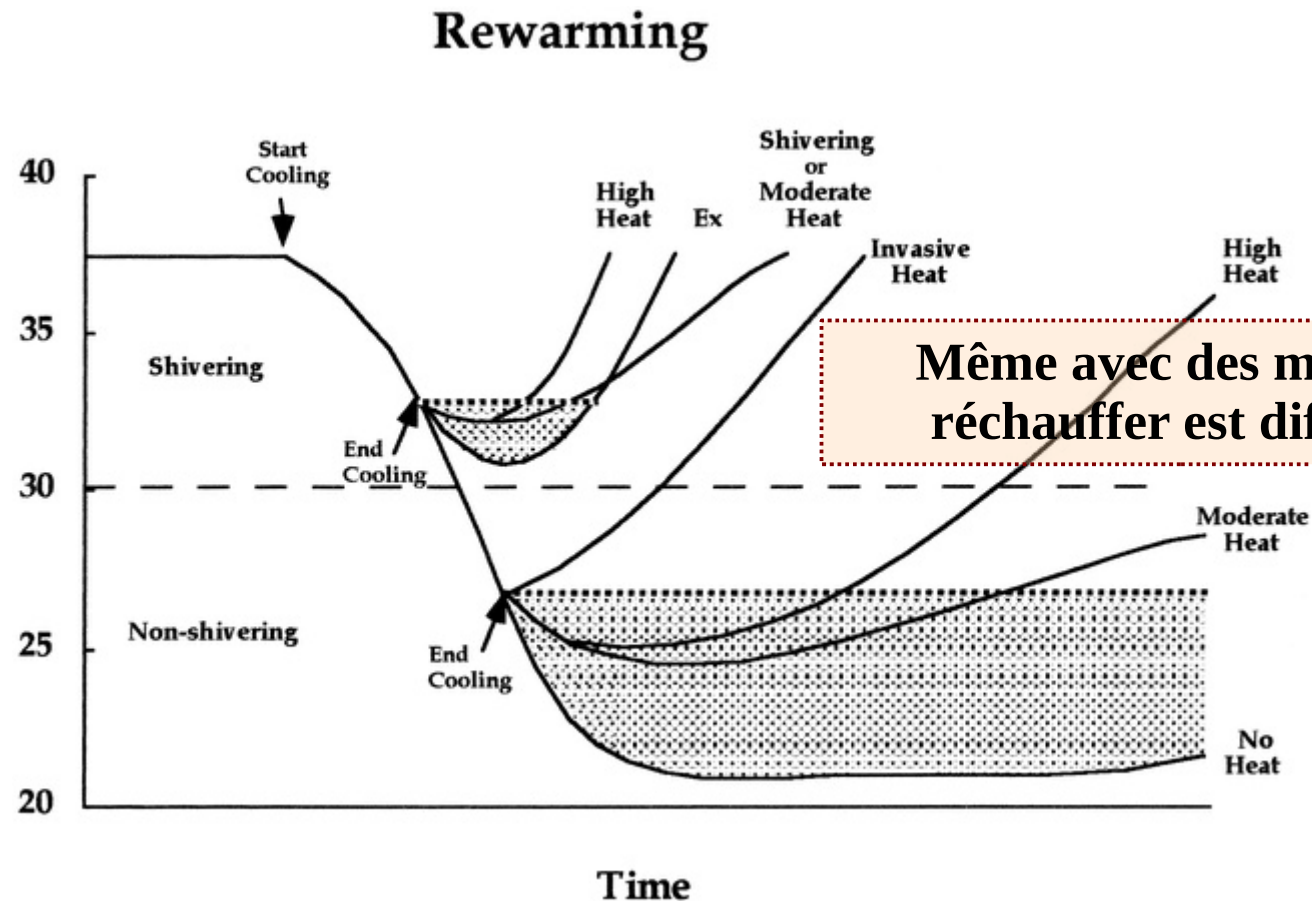 Rewarming
Start
Cooling
Shivering
or
Moderate
Heat
High
Heat
Ex
Invasive
Heat
High
Heat
40
35
30
25
20
Shivering
Même avec des
réchauffer est
End
Cooling
Moderate
Heat
Non-shivering
End
Cooling
No
Heat
Time